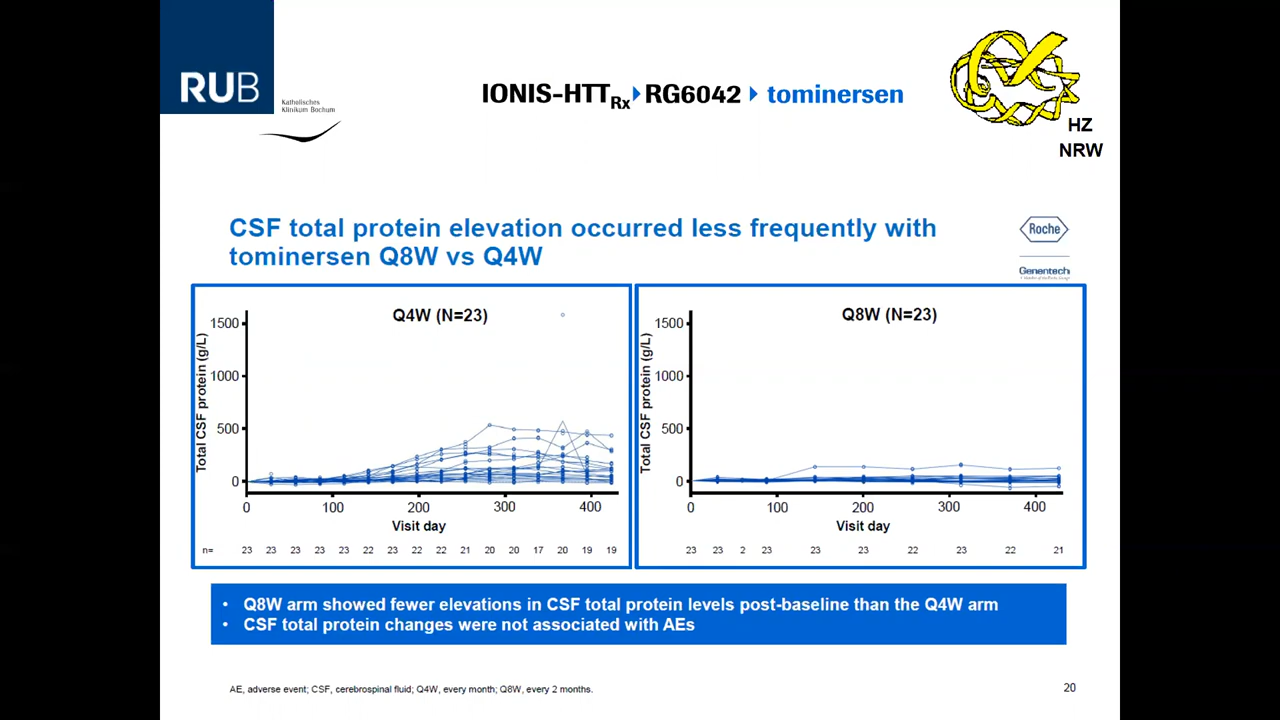 RUB
Katholisches
Klinikum Bochum
IONIS-HTTRx RG6042 tominersen
HZ
NRW
CSF total protein elevation occurred less frequently with
tominersen Q8W vs Q4W
Roche
Genentech
Q4W (N=23)
Total CSF protein (g/L)
1500
1000
500
0
0 100 200 300 400
Visit day
n= 23 23 23 23 23 22 23 22 22 21 20 20 17 20 19 19
Q8W (N=23)
Total CSF protein (g/L)
1500
1000
500
0
0 100 200 300 400
Visit day
23 23 2 23 23 23 22 23 22 21
• Q8W arm showed fewer elevations in CSF total protein levels post-baseline than the Q4W arm
• CSF total protein changes were not associated with AEs
AE, adverse event; CSF, cerebrospinal fluid; Q4W, every month; Q8W, every 2 months.
20